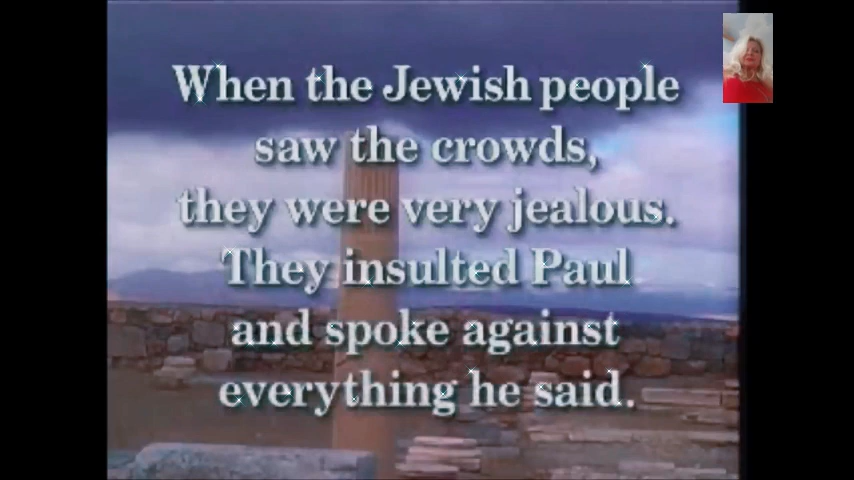 When the Jewish people
saw the crowds,
they were very jealous.
They insulted Paul
and spoke against
everything he said.